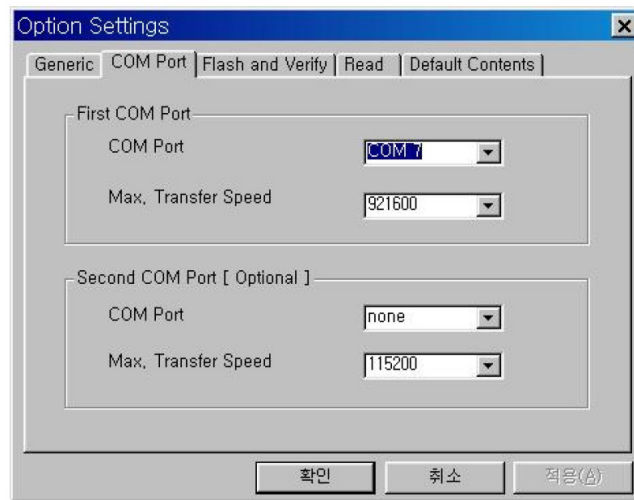 Option Settings
Generic COM Port Flash and Verify Read Default Contents
First COM Port
COM Port COM 7
Max, Transfer Speed 921600
Second COM Port [ Optional ]
COM Port none
Max, Transfer Speed 115200
확인 취소 적용(A)